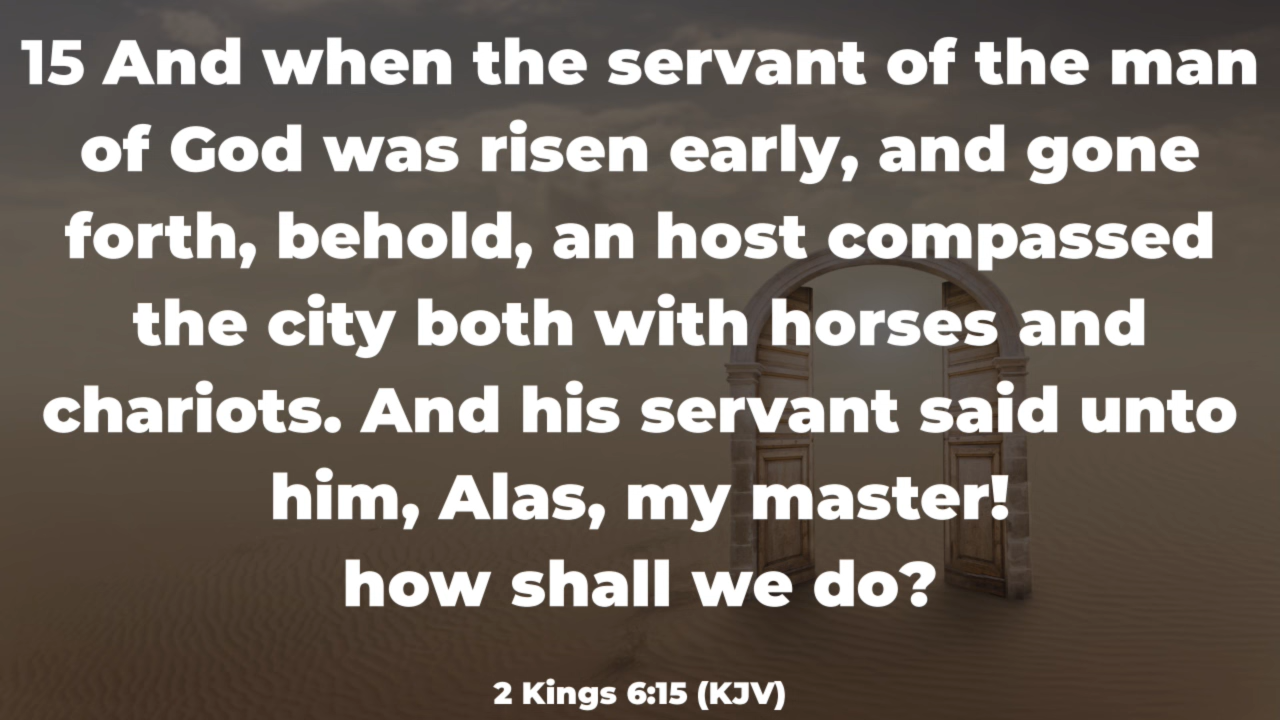 15 And when the servant of the man
of God was risen early, and gone
forth, behold, an host compassed
the city both with horses and
chariots. And his servant said unto
him, Alas, my master!
how shall we do?
2 Kings 6:15 (KJV)